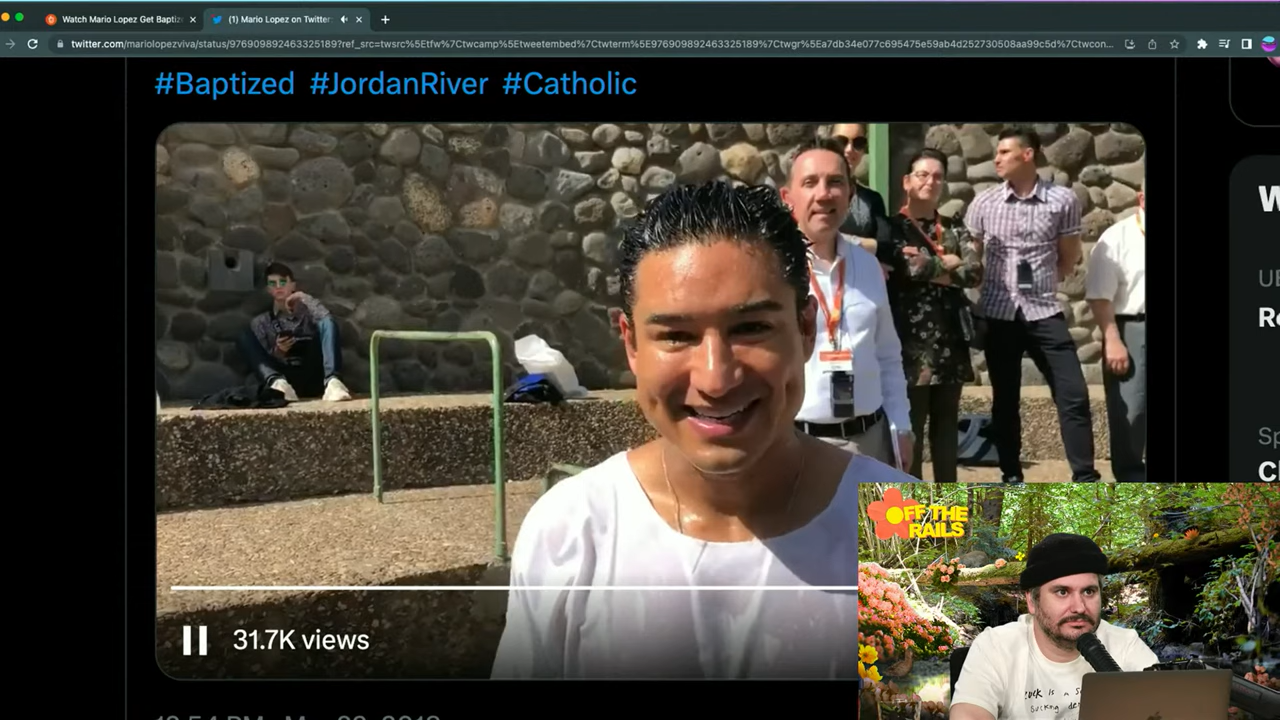 Watch Mario Lopez Get Baptize
(1) Mario Lopez on Twitter:
twitter.com/mariolopezviva/status/976909892463325189?ref_src=twsrc%5Etfw%7Ctwcamp%5Etweetembed%7Ctwterm%5E976909892463325189%7Ctwgr%5Ea7db34e077c695475e59ab4d252730508aa99c5d%7Ctwcon...
#Baptized #JordanRiver #Catholic
31.7K views
OFF THE
RAILS